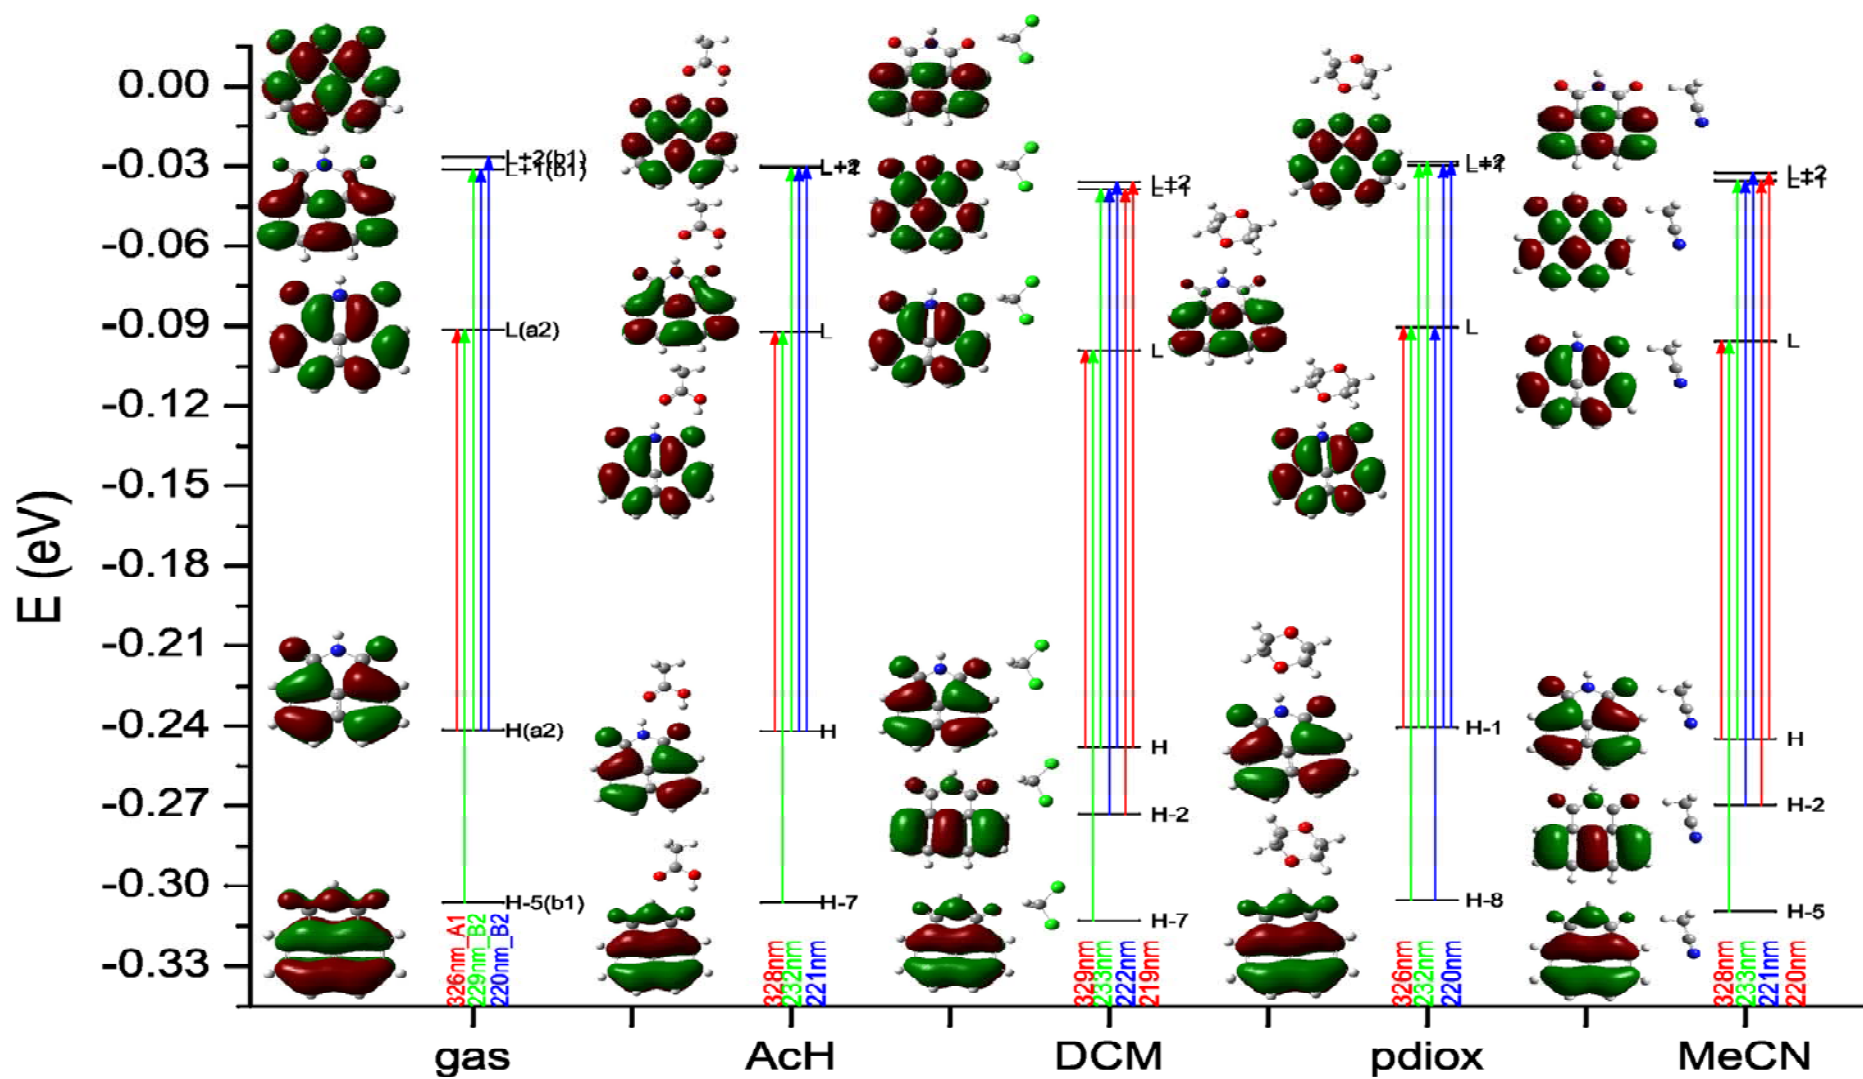 E (eV)
0.00
-0.03
-0.06
-0.09
-0.12
-0.15
-0.18
-0.21
-0.24
-0.27
-0.30
-0.33
L+2(b1)
L+1(b1)
L(a2)
H(a2)
H-5(b1)
326nm_A1
229nm_B2
220nm_B2
gas
L+2
L
H
H-7
328nm
232nm
221nm
AcH
L+2
L+1
L
H
H-2
H-7
329nm
233nm
222nm
219nm
DCM
L+2
L
H-1
H-8
326nm
232nm
220nm
pdiox
L+2
L+1
L
H
H-2
H-5
328nm
233nm
221nm
220nm
MeCN